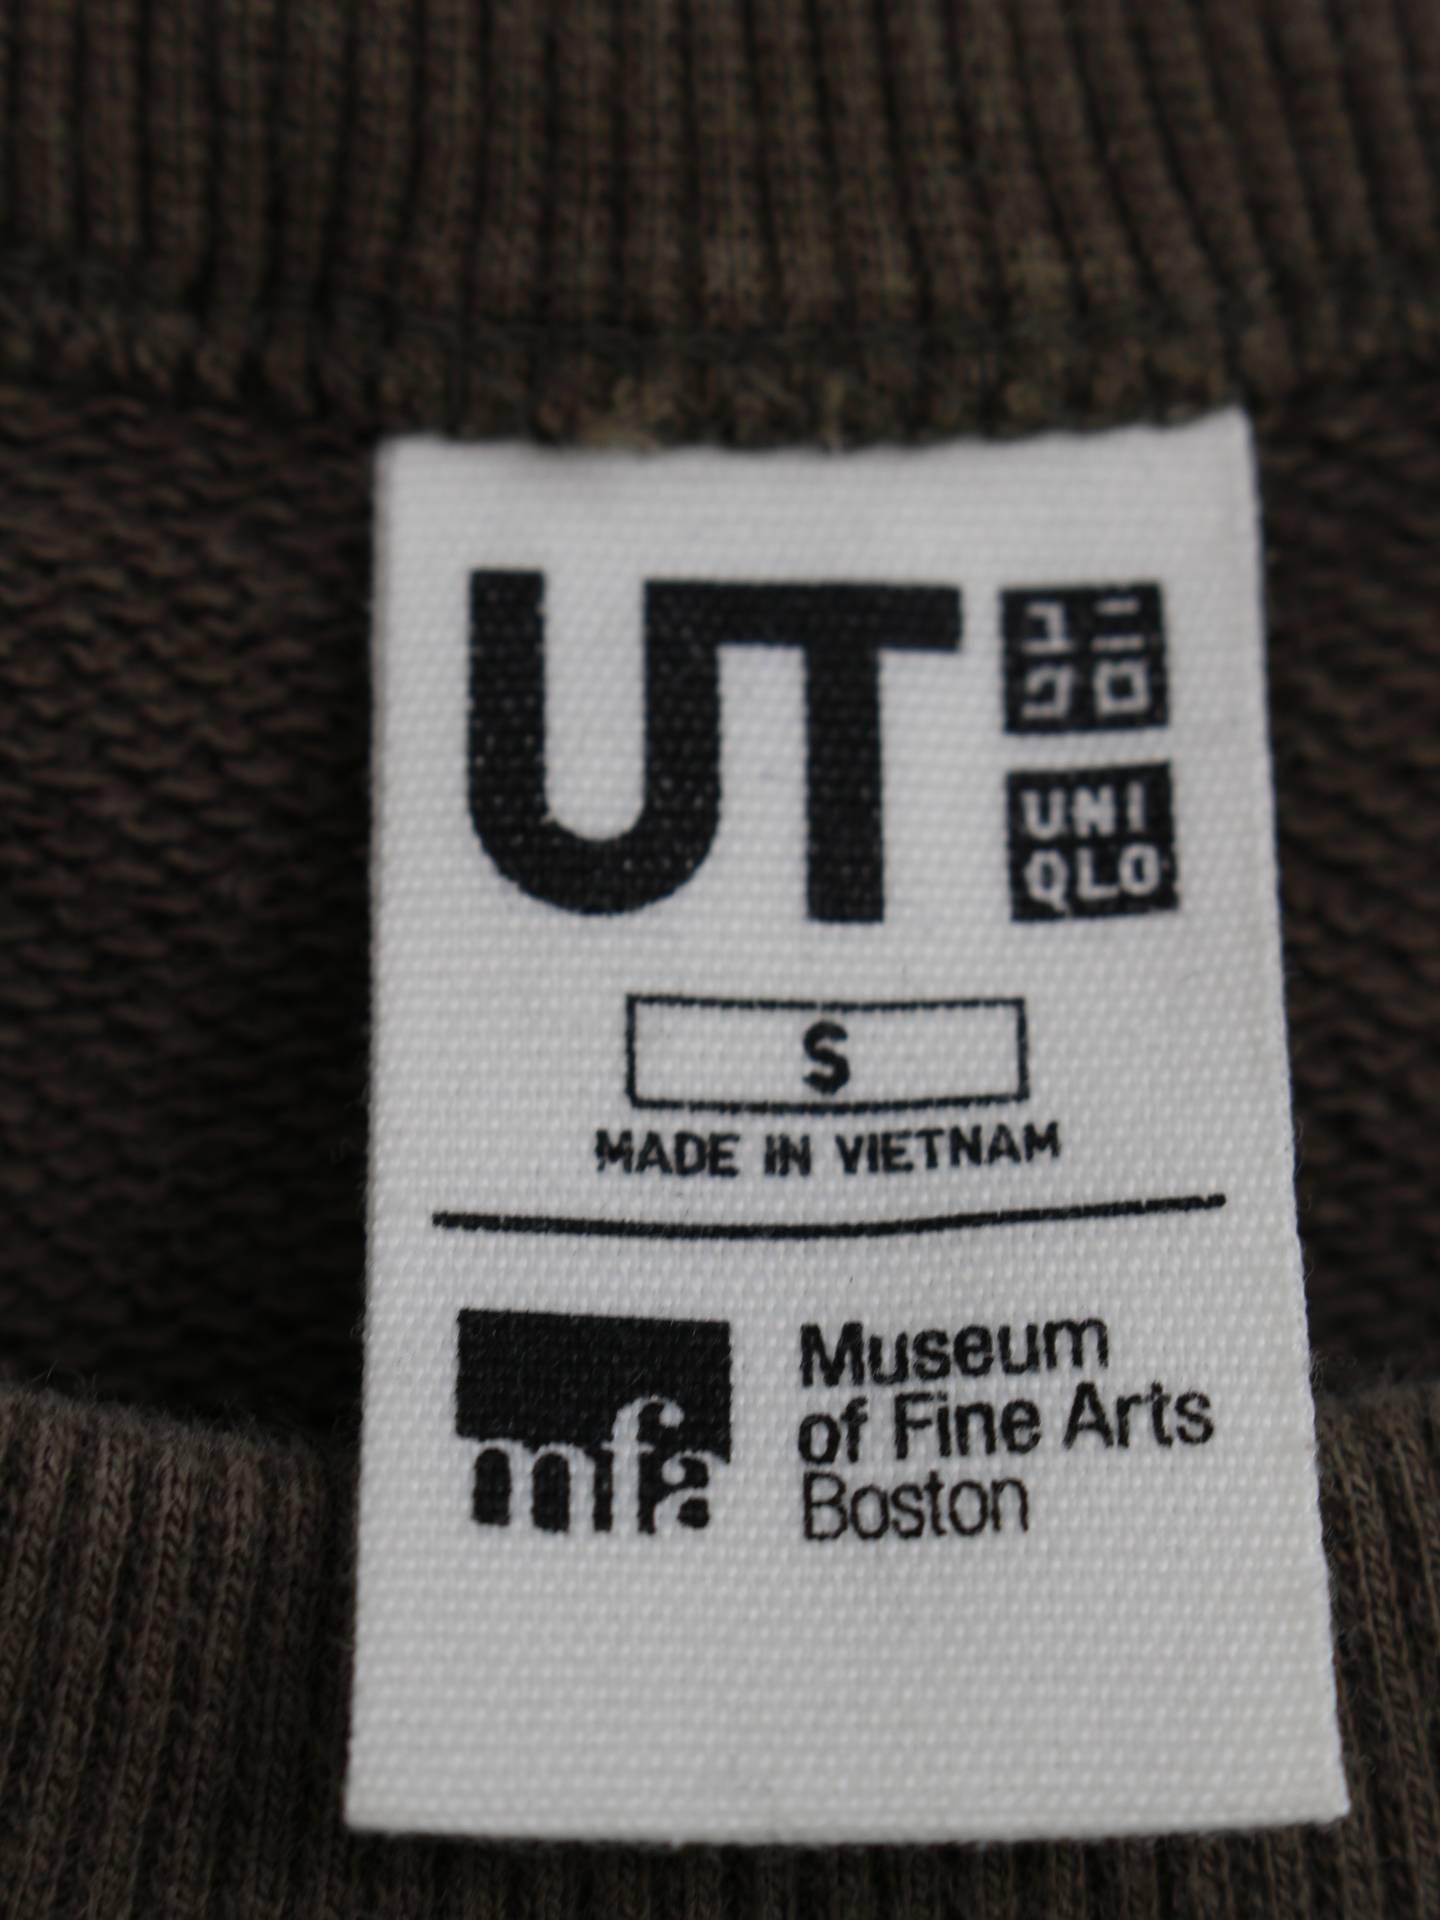 UT
ユニ
クロ
UNI
QLO
S
MADE IN VIETNAM
mfa
Museum
of Fine Arts
Boston